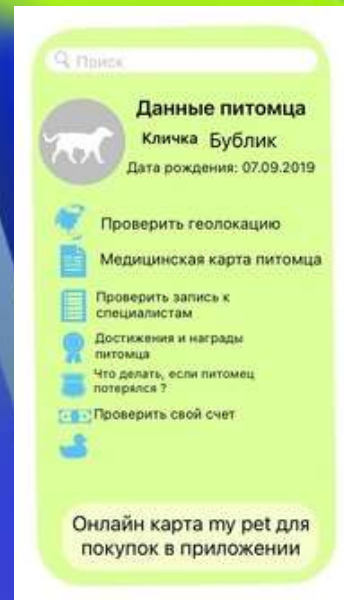 Поиск
Данные питомца
Кличка Бублик
Дата рождения: 07.09.2019
Проверить геолокацию
Медицинская карта питомца
Проверить запись к
специалистам
Достижения и награды
питомца
Что делать, если питомец
потерялся ?
Проверить свой счет
Онлайн карта my pet для
покупок в приложении